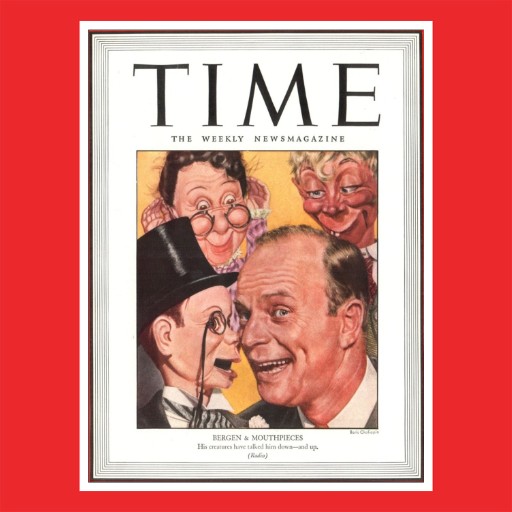 TIME
THE WEEKLY NEWSMAGAZINE
BERGEN & MOUTHPIECES
His creatures have talked him down—and up.
(Radio)